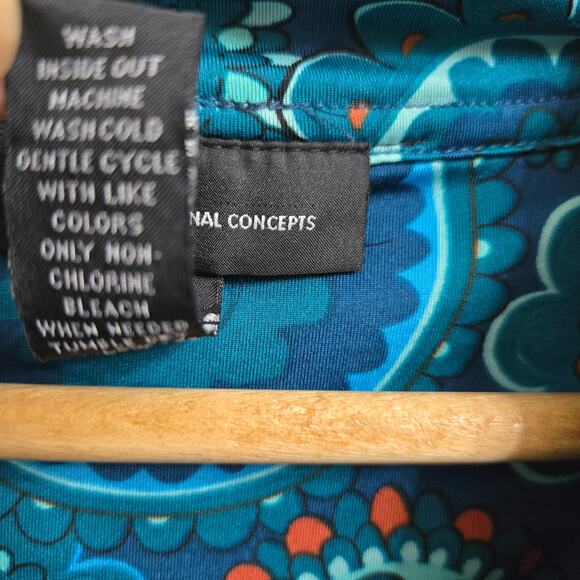 WASH
INSIDE OUT
MACHINE
WASH COLD
GENTLE CYCLE
WITH LIKE
COLORS
ONLY NON-
CHLORINE
BLEACH
WHEN NEEDED
TUMBLE
NAL CONCEPTS